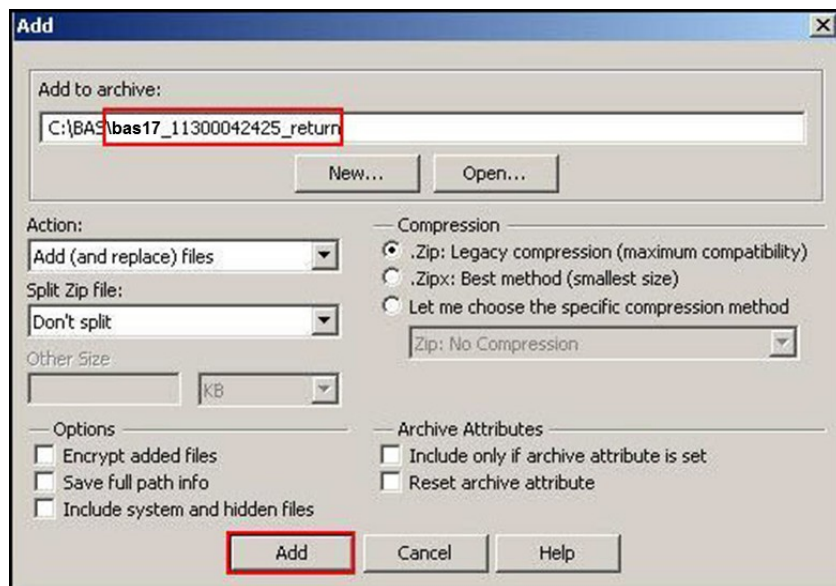 Add
Add to archive:
C:\BAS\bas17_11300042425_return
New...
Open...
Action:
Add (and replace) files
Split Zip file:
Don't split
Other Size
KB
Compression
.Zip: Legacy compression (maximum compatibility)
.Zipx: Best method (smallest size)
Let me choose the specific compression method
Zip: No Compression
Options
Encrypt added files
Save full path info
Include system and hidden files
Archive Attributes
Include only if archive attribute is set
Reset archive attribute
Add
Cancel
Help